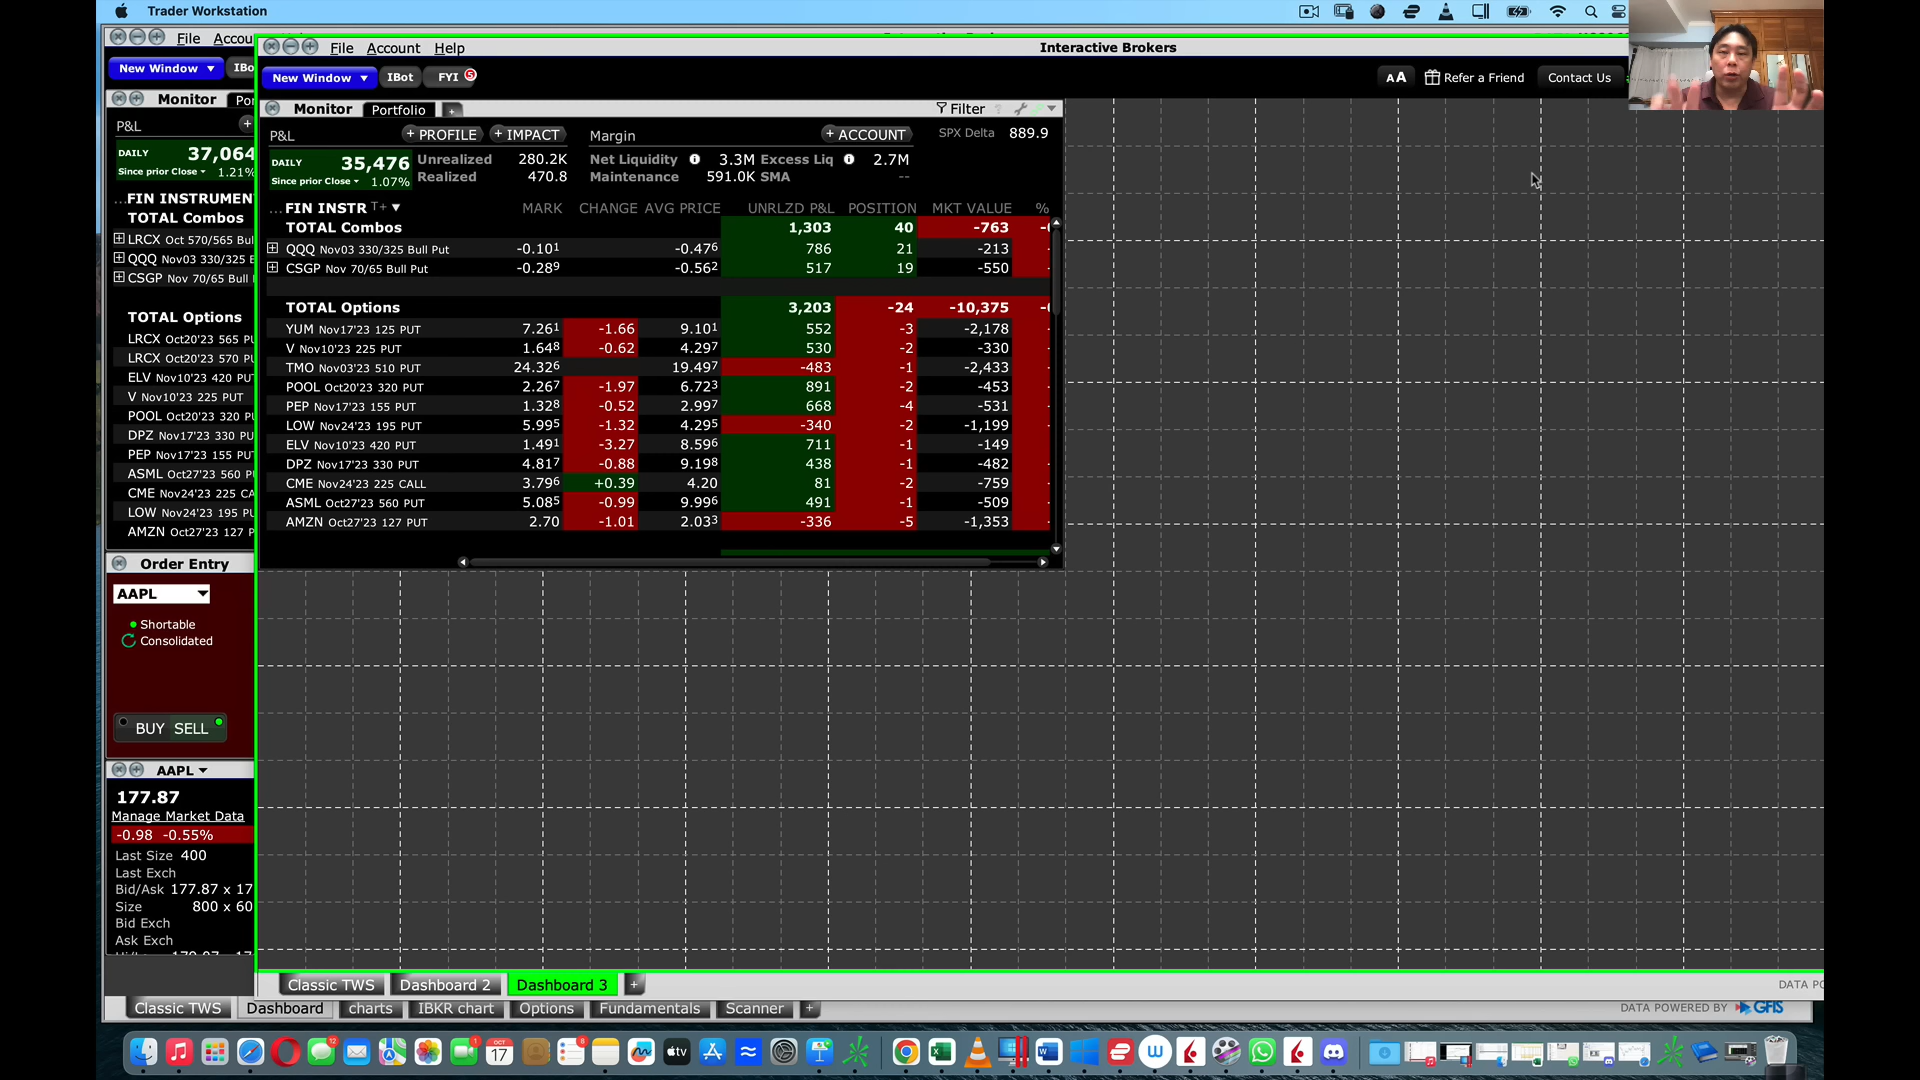 Trader Workstation
File Accou
New Window ▼ IBo
Monitor Por
P&L +
DAILY 37,064
Since prior Close 1.21%
FIN INSTRUMEN
TOTAL Combos
LRCX Oct 570/565 Bul
QQQ Nov03 330/325 B
CSGP Nov 70/65 Bull P
TOTAL Options
LRCX Oct20'23 565 P
LRCX Oct20'23 570 P
ELV Nov10'23 420 PUT
V Nov10'23 225 PUT
POOL Oct20'23 320 P
DPZ Nov17'23 330 PU
PEP Nov17'23 155 PU
ASML Oct27'23 560 P
CME Nov24'23 225 CA
LOW Nov24'23 195 P
AMZN Oct27'23 127 P
Order Entry
AAPL
Shortable
Consolidated
BUY SELL
AAPL
177.87
Manage Market Data
-0.98 -0.55%
Last Size 400
Last Exch
Bid/Ask 177.87 x 17
Size 800 x 60
Bid Exch
Ask Exch
File Account Help
Interactive Brokers
New Window ▼ IBot FYI 5
AA Refer a Friend Contact Us
Monitor Portfolio + Filter
P&L + PROFILE + IMPACT Margin + ACCOUNT SPX Delta 889.9
DAILY 35,476 Unrealized 280.2K Net Liquidity 3.3M Excess Liq 2.7M
Since prior Close 1.07% Realized 470.8 Maintenance 591.0K SMA --
... FIN INSTR T+ ▼ MARK CHANGE AVG PRICE UNRLZD P&L POSITION MKT VALUE %
TOTAL Combos 1,303 40 -763
QQQ Nov03 330/325 Bull Put -0.101 -0.476 786 21 -213
CSGP Nov 70/65 Bull Put -0.289 -0.562 517 19 -550
TOTAL Options 3,203 -24 -10,375
YUM Nov17'23 125 PUT 7.261 -1.66 9.101 552 -3 -2,178
V Nov10'23 225 PUT 1.648 -0.62 4.297 530 -2 -330
TMO Nov03'23 510 PUT 24.326 19.497 -483 -1 -2,433
POOL Oct20'23 320 PUT 2.267 -1.97 6.723 891 -2 -453
PEP Nov17'23 155 PUT 1.328 -0.52 2.997 668 -4 -531
LOW Nov24'23 195 PUT 5.995 -1.32 4.295 -340 -2 -1,199
ELV Nov10'23 420 PUT 1.491 -3.27 8.596 711 -1 -149
DPZ Nov17'23 330 PUT 4.817 -0.88 9.198 438 -1 -482
CME Nov24'23 225 CALL 3.796 +0.39 4.20 81 -2 -759
ASML Oct27'23 560 PUT 5.085 -0.99 9.996 491 -1 -509
AMZN Oct27'23 127 PUT 2.70 -1.01 2.033 -336 -5 -1,353
Classic TWS Dashboard 2 Dashboard 3 +
DATA PO
Classic TWS Dashboard charts IBKR chart Options Fundamentals Scanner +
DATA POWERED BY GFIS
OCT
17
tv